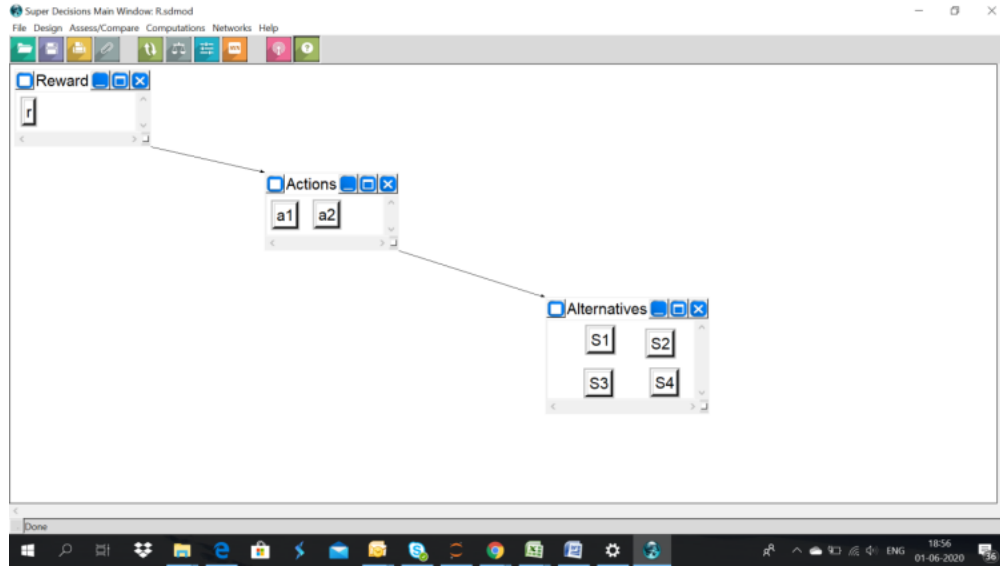 Super Decisions Main Window: R.sdmod
File Design Assess/Compare Computations Networks Help
Reward
r
Actions
a1 a2
Alternatives
S1 S2
S3 S4
Done
ENG
18:56
01-06-2020
36